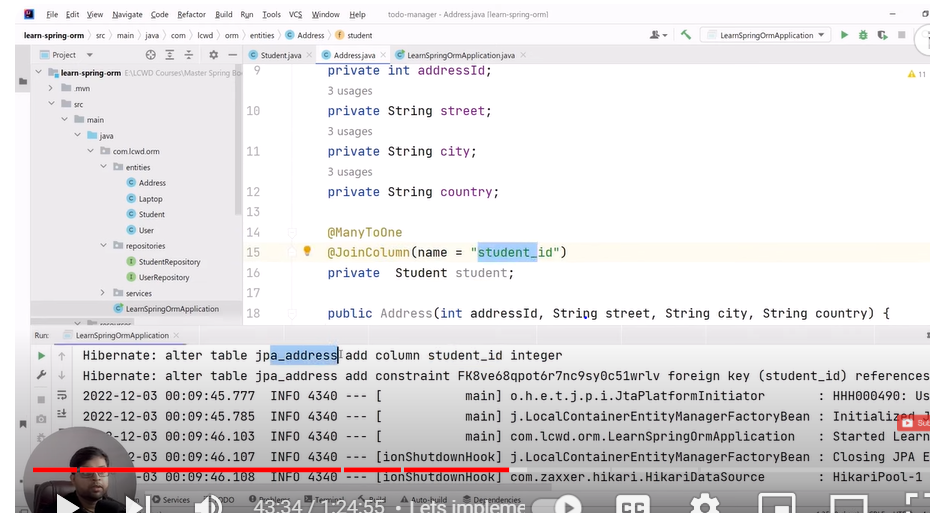 File Edit View Navigate Code Refactor Build Run Tools VCS Window Help todo-manager - Address.java [learn-spring-orm]
learn-spring-orm src main java com lcwd orm entities Address student LearnSpringOrmApplication
Project Student.java Address.java LearnSpringOrmApplication.java
learn-spring-orm E:\LCWD Courses\Master Spring Bo
.mvn
src
main
java
com.lcwd.orm
entities
Address
Laptop
Student
User
repositories
StudentRepository
UserRepository
services
LearnSpringOrmApplication
resources
9 private int addressId;
11
3 usages
10 private String street;
3 usages
11 private String city;
3 usages
12 private String country;
13
14 @ManyToOne
15 @JoinColumn(name = "student_id")
16 private Student student;
17
18 public Address(int addressId, String street, String city, String country) {
Run: LearnSpringOrmApplication
Hibernate: alter table jpa_address add column student_id integer
Hibernate: alter table jpa_address add constraint FK8ve68qpot6r7nc9sy0c51wrlv foreign key (student_id) references
2022-12-03 00:09:45.777 INFO 4340 --- [ main] o.h.e.t.j.p.i.JtaPlatformInitiator : HHH000490: Us
2022-12-03 00:09:45.785 INFO 4340 --- [ main] j.LocalContainerEntityManagerFactoryBean : Initialized J
2022-12-03 00:09:46.103 INFO 4340 --- [ main] com.lcwd.orm.LearnSpringOrmApplication : Started Learn
2022-12-03 00:09:46.107 INFO 4340 --- [ionShutdownHook] j.LocalContainerEntityManagerFactoryBean : Closing JPA E
2022-12-03 00:09:46.108 INFO 4340 --- [ionShutdownHook] com.zaxxer.hikari.HikariDataSource : HikariPool-1
Sub
Services TODO Problems Terminal Build Auto-build Dependencies
43:34 / 1:24:55 • Lets impleme CC